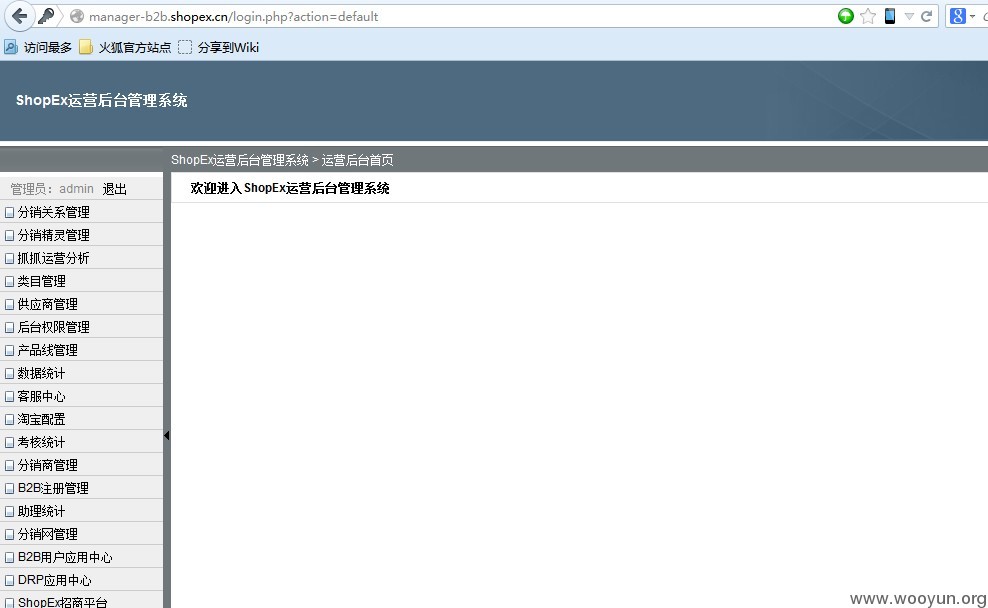 manager-b2b.shopex.cn/login.php?action=default
8
访问最多 火狐官方站点 分享到Wiki
ShopEx运营后台管理系统
ShopEx运营后台管理系统 > 运营后台首页
管理员：admin 退出
欢迎进入ShopEx运营后台管理系统
分销关系管理
分销精灵管理
抓抓运营分析
类目管理
供应商管理
后台权限管理
产品线管理
数据统计
客服中心
淘宝配置
考核统计
分销商管理
B2B注册管理
助理统计
分销网管理
B2B用户应用中心
DRP应用中心
ShopEx招商平台
www.wooyun.org